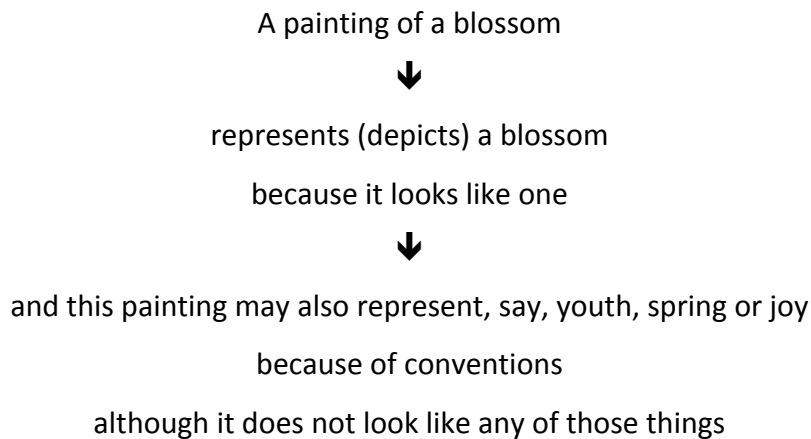 A painting of a blossom
🡻
represents (depicts) a blossom
because it looks like one
🡻
and this painting may also represent, say, youth, spring or joy
because of conventions
although it does not look like any of those things